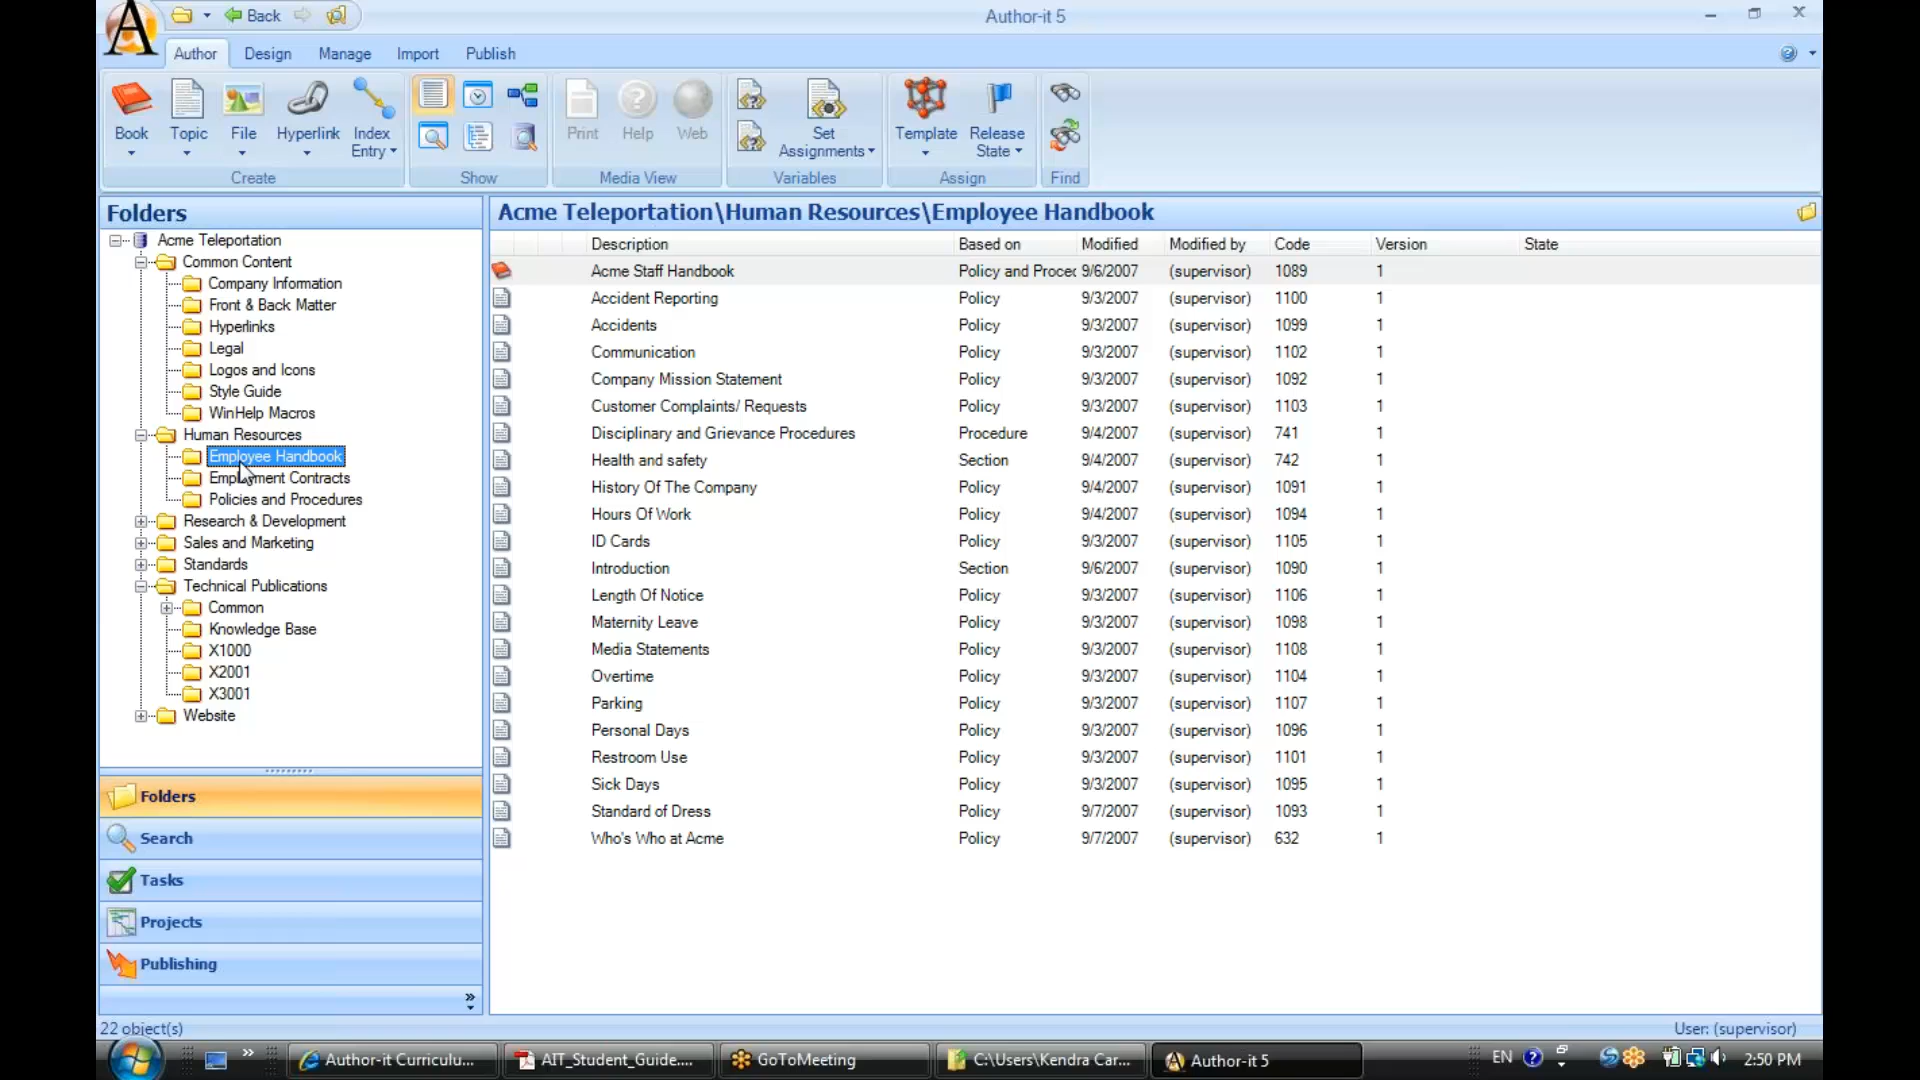 Back
Author-it 5
Author Design Manage Import Publish
Book Topic File Hyperlink Index Entry
Print Help Web
Set Assignments
Template Release State
Create Show Media View Variables Assign Find
Folders
Acme Teleportation
Common Content
Company Information
Front & Back Matter
Hyperlinks
Legal
Logos and Icons
Style Guide
WinHelp Macros
Human Resources
Employee Handbook
Employment Contracts
Policies and Procedures
Research & Development
Sales and Marketing
Standards
Technical Publications
Common
Knowledge Base
X1000
X2001
X3001
Website
Folders
Search
Tasks
Projects
Publishing
Acme Teleportation\Human Resources\Employee Handbook
Description Based on Modified Modified by Code Version State
Acme Staff Handbook Policy and Proced 9/6/2007 (supervisor) 1089 1
Accident Reporting Policy 9/3/2007 (supervisor) 1100 1
Accidents Policy 9/3/2007 (supervisor) 1099 1
Communication Policy 9/3/2007 (supervisor) 1102 1
Company Mission Statement Policy 9/3/2007 (supervisor) 1092 1
Customer Complaints/ Requests Policy 9/3/2007 (supervisor) 1103 1
Disciplinary and Grievance Procedures Procedure 9/4/2007 (supervisor) 741 1
Health and safety Section 9/4/2007 (supervisor) 742 1
History Of The Company Policy 9/4/2007 (supervisor) 1091 1
Hours Of Work Policy 9/4/2007 (supervisor) 1094 1
ID Cards Policy 9/3/2007 (supervisor) 1105 1
Introduction Section 9/6/2007 (supervisor) 1090 1
Length Of Notice Policy 9/3/2007 (supervisor) 1106 1
Maternity Leave Policy 9/3/2007 (supervisor) 1098 1
Media Statements Policy 9/3/2007 (supervisor) 1108 1
Overtime Policy 9/3/2007 (supervisor) 1104 1
Parking Policy 9/3/2007 (supervisor) 1107 1
Personal Days Policy 9/3/2007 (supervisor) 1096 1
Restroom Use Policy 9/3/2007 (supervisor) 1101 1
Sick Days Policy 9/3/2007 (supervisor) 1095 1
Standard of Dress Policy 9/7/2007 (supervisor) 1093 1
Who's Who at Acme Policy 9/7/2007 (supervisor) 632 1
22 object(s)
User: (supervisor)
Author-it Curriculu... AIT_Student_Guide.... GoToMeeting C:\Users\Kendra Car... Author-it 5 EN 2:50 PM